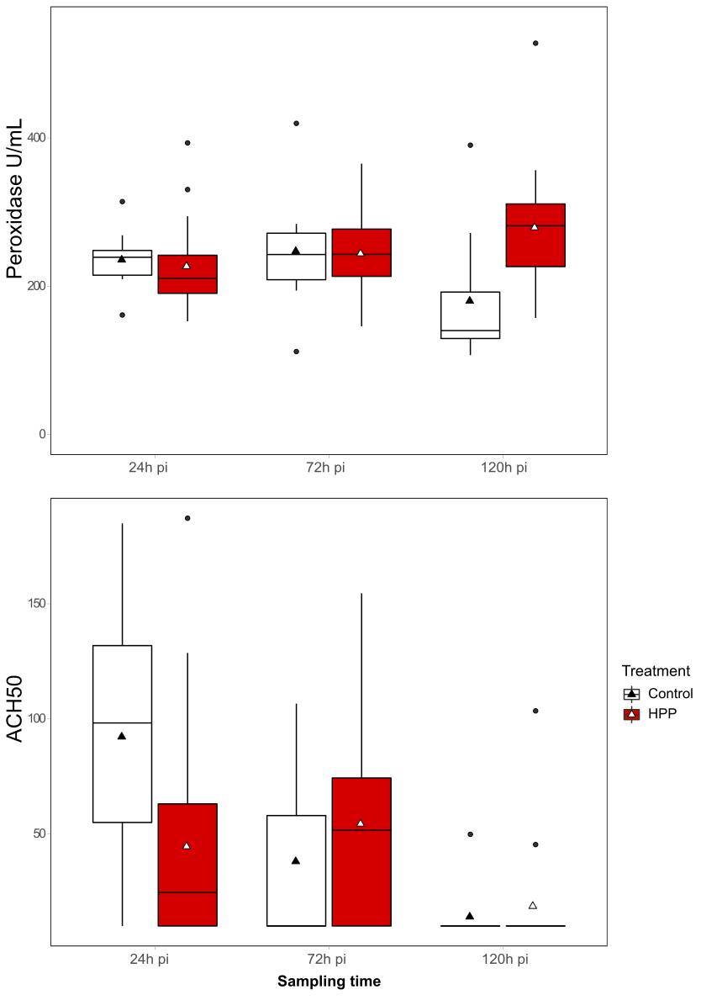 Peroxidase U/mL
400
200
0
24h pi
72h pi
120h pi
ACH50
150
100
50
24h pi
72h pi
120h pi
Sampling time
Treatment
Control
HPP